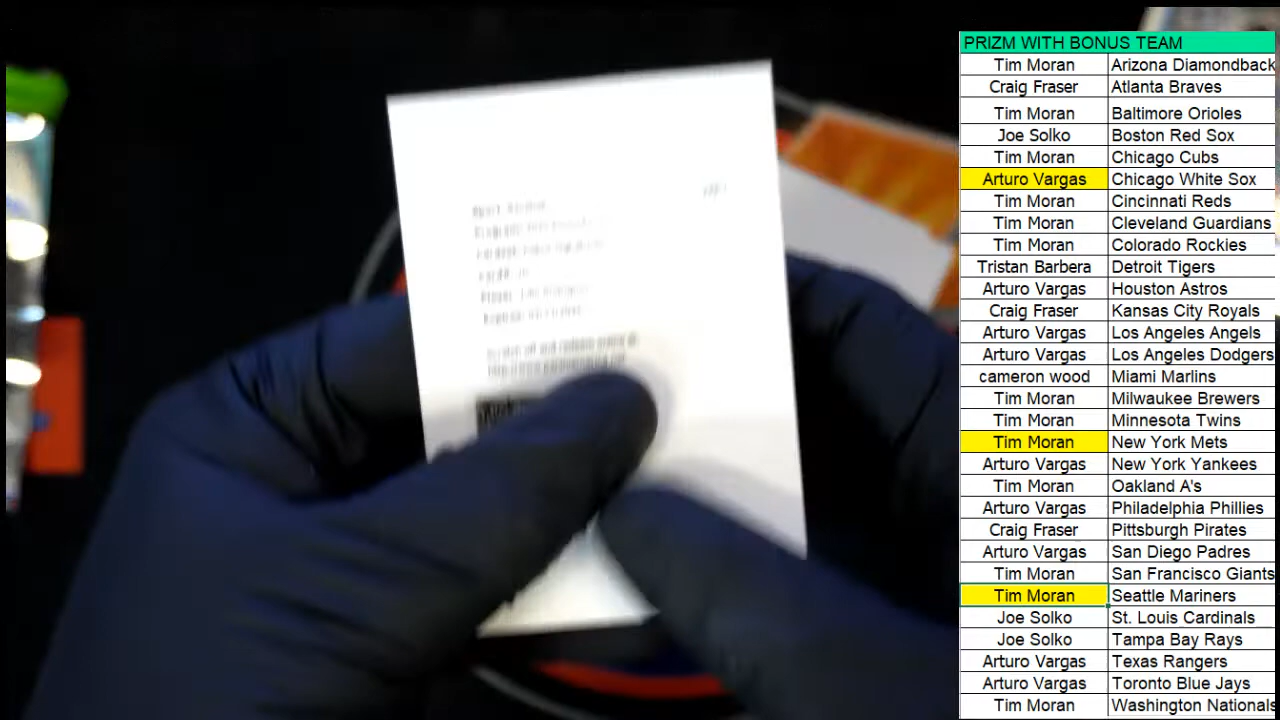 PRIZM WITH BONUS TEAM
Tim Moran Arizona Diamondback
Craig Fraser Atlanta Braves
Tim Moran Baltimore Orioles
Joe Solko Boston Red Sox
Tim Moran Chicago Cubs
Arturo Vargas Chicago White Sox
Tim Moran Cincinnati Reds
Tim Moran Cleveland Guardians
Tim Moran Colorado Rockies
Tristan Barbera Detroit Tigers
Arturo Vargas Houston Astros
Craig Fraser Kansas City Royals
Arturo Vargas Los Angeles Angels
Arturo Vargas Los Angeles Dodgers
cameron wood Miami Marlins
Tim Moran Milwaukee Brewers
Tim Moran Minnesota Twins
Tim Moran New York Mets
Arturo Vargas New York Yankees
Tim Moran Oakland A's
Arturo Vargas Philadelphia Phillies
Craig Fraser Pittsburgh Pirates
Arturo Vargas San Diego Padres
Tim Moran San Francisco Giants
Tim Moran Seattle Mariners
Joe Solko St. Louis Cardinals
Joe Solko Tampa Bay Rays
Arturo Vargas Texas Rangers
Arturo Vargas Toronto Blue Jays
Tim Moran Washington Nationals
Scratch off and redeem online at